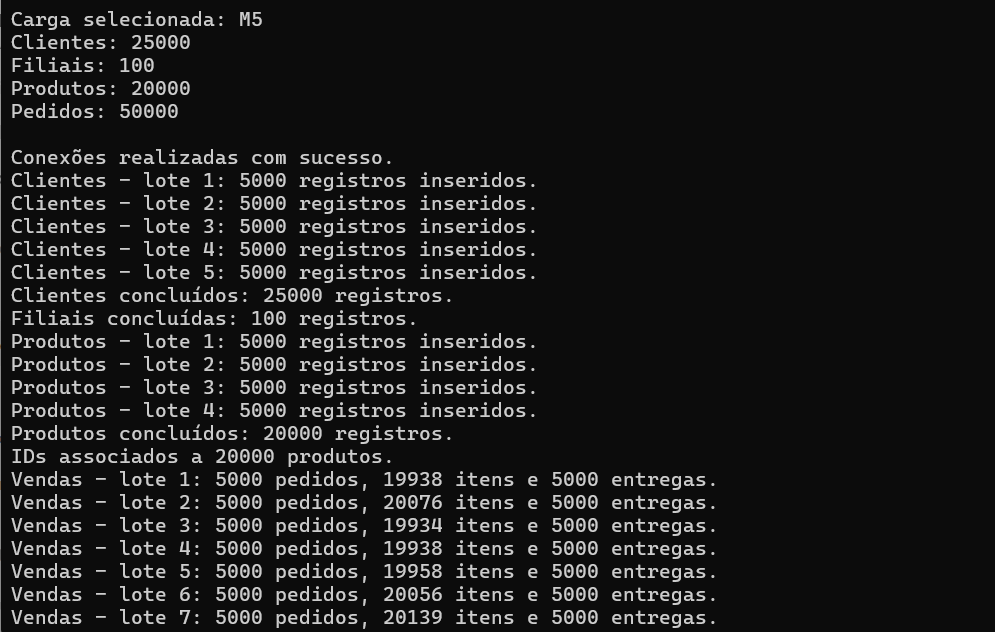 Carga selecionada: M5
Clientes: 25000
Filiais: 100
Produtos: 20000
Pedidos: 50000

Conexões realizadas com sucesso.
Clientes - lote 1: 5000 registros inseridos.
Clientes - lote 2: 5000 registros inseridos.
Clientes - lote 3: 5000 registros inseridos.
Clientes - lote 4: 5000 registros inseridos.
Clientes - lote 5: 5000 registros inseridos.
Clientes concluídos: 25000 registros.
Filiais concluídas: 100 registros.
Produtos - lote 1: 5000 registros inseridos.
Produtos - lote 2: 5000 registros inseridos.
Produtos - lote 3: 5000 registros inseridos.
Produtos - lote 4: 5000 registros inseridos.
Produtos concluídos: 20000 registros.
IDs associados a 20000 produtos.
Vendas - lote 1: 5000 pedidos, 19938 itens e 5000 entregas.
Vendas - lote 2: 5000 pedidos, 20076 itens e 5000 entregas.
Vendas - lote 3: 5000 pedidos, 19934 itens e 5000 entregas.
Vendas - lote 4: 5000 pedidos, 19938 itens e 5000 entregas.
Vendas - lote 5: 5000 pedidos, 19958 itens e 5000 entregas.
Vendas - lote 6: 5000 pedidos, 20056 itens e 5000 entregas.
Vendas - lote 7: 5000 pedidos, 20139 itens e 5000 entregas.